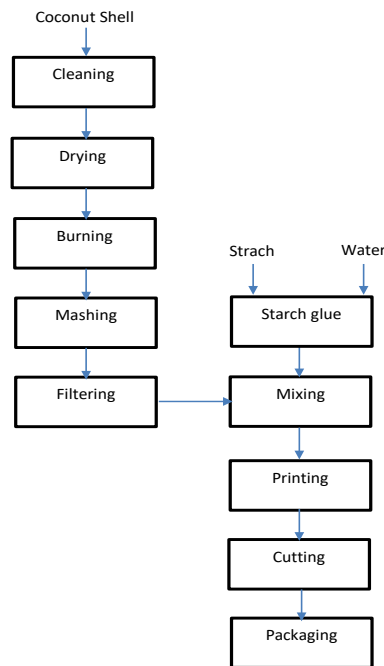 Coconut Shell
Cleaning
Drying
Burning
Mashing
Filtering
Strach
Water
Starch glue
Mixing
Printing
Cutting
Packaging